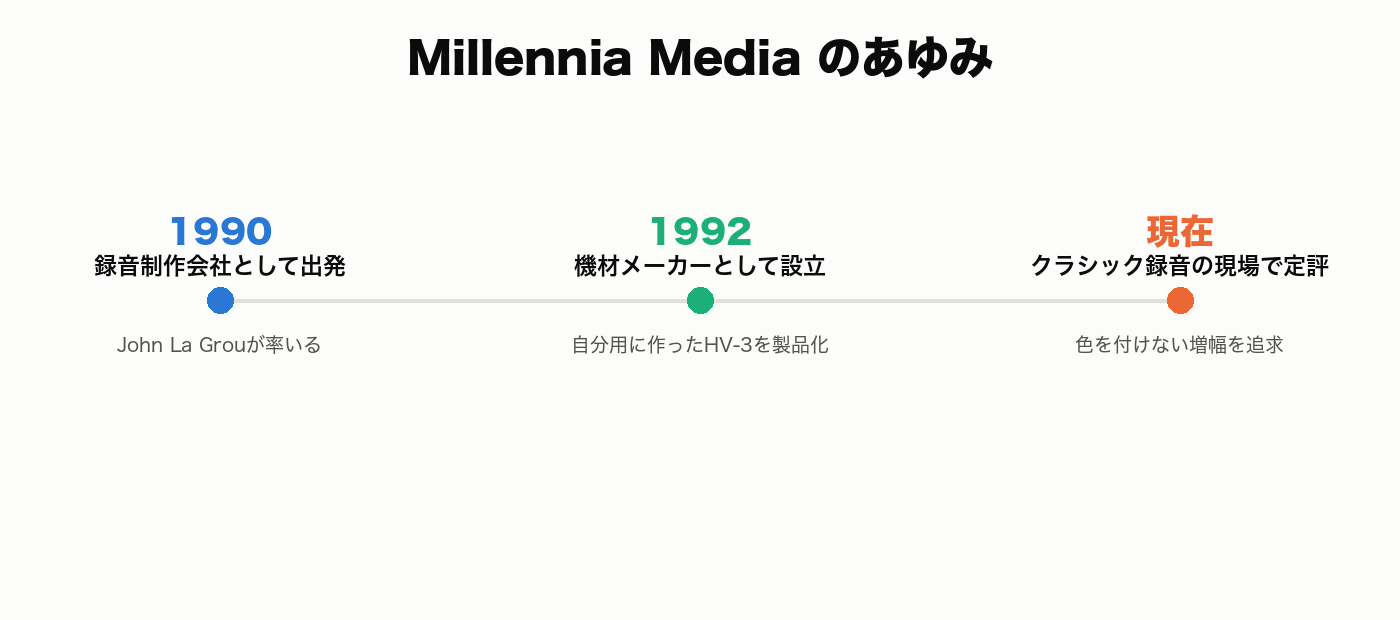 Millennia Media のあゆみ
1990
録音制作会社として出発
John La Grouが率いる
1992
機材メーカーとして設立
自分用に作ったHV-3を製品化
現在
クラシック録音の現場で定評
色を付けない増幅を追求